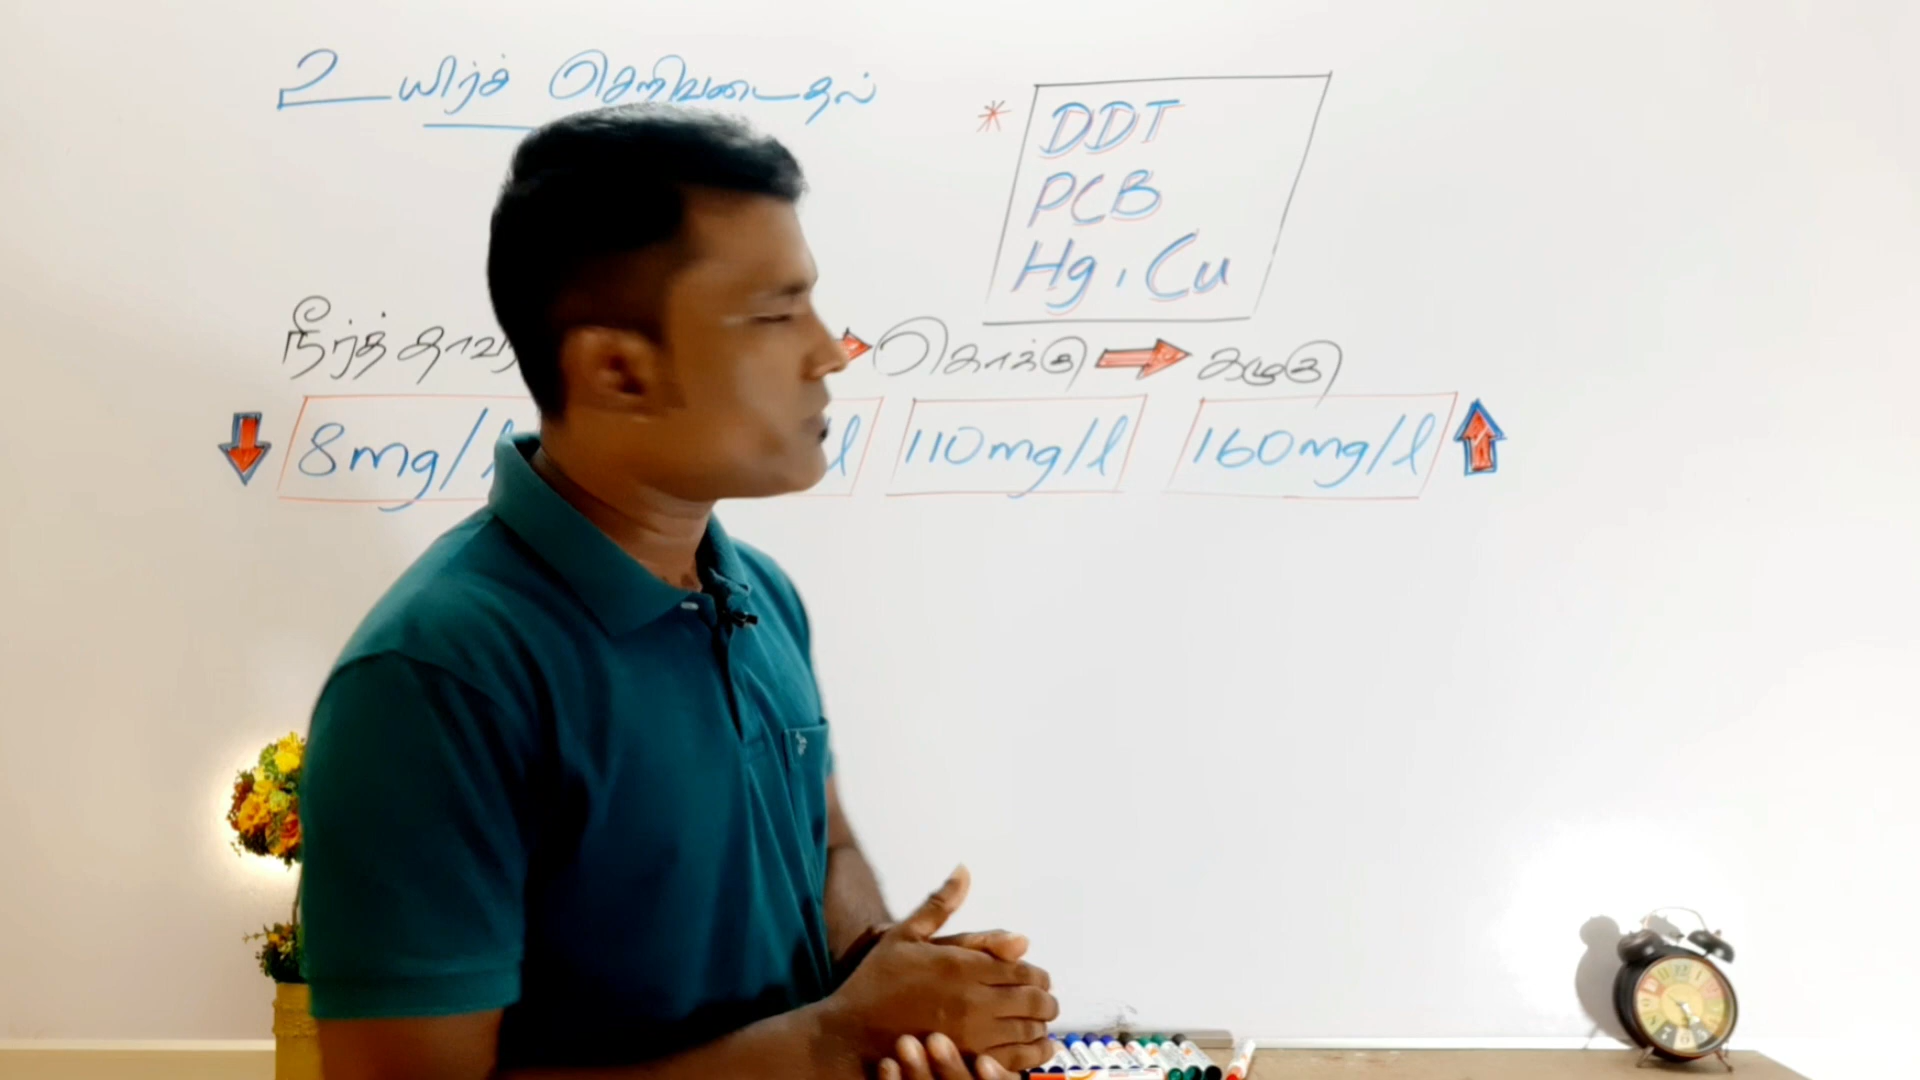 உயிர்ச் செறிவடைதல்
* DDT
PCB
Hg, Cu
கொக்கு கழுகு
8mg/ 110mg/l 160mg/l